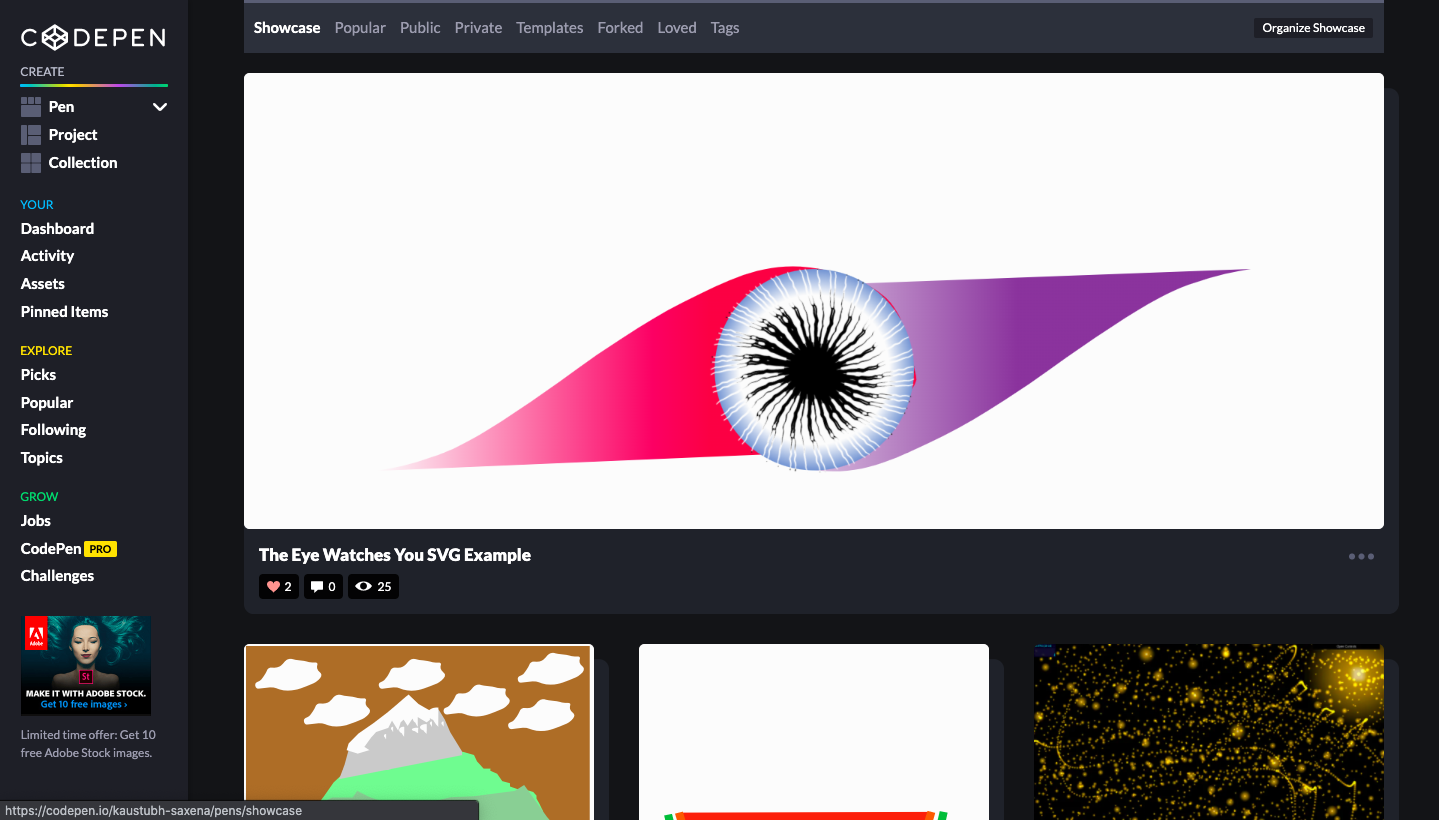 CODEPEN
CREATE
Pen
Project
Collection
YOUR
Dashboard
Activity
Assets
Pinned Items
EXPLORE
Picks
Popular
Following
Topics
GROW
Jobs
CodePen PRO
Challenges
Adobe
St
MAKE IT WITH ADOBE STOCK.
Get 10 free images ›
Limited time offer: Get 10
free Adobe Stock images.
https://codepen.io/kaustubh-saxena/pens/showcase
Showcase Popular Public Private Templates Forked Loved Tags
Organize Showcase
The Eye Watches You SVG Example
2 0 25